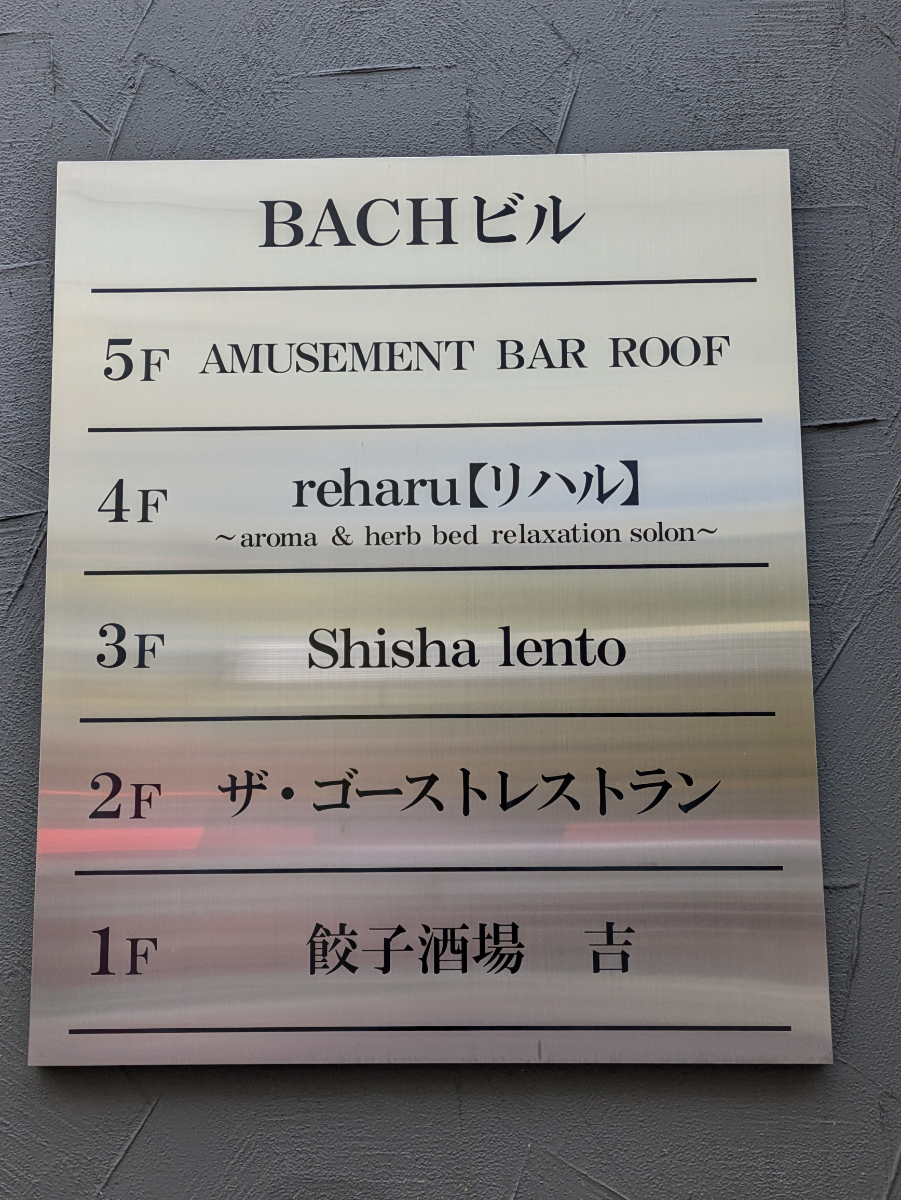 BACHビル
5F AMUSEMENT BAR ROOF
4F reharu【リハル】
~aroma & herb bed relaxation solon~
3F Shisha lento
2F ザ・ゴーストレストラン
1F 餃子酒場 吉